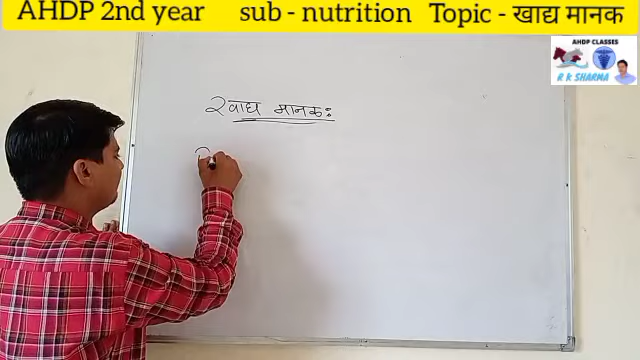 AHDP 2nd year sub - nutrition Topic - खाद्य मानक
AHDP CLASSES
R K SHARMA
खाद्य मानक: